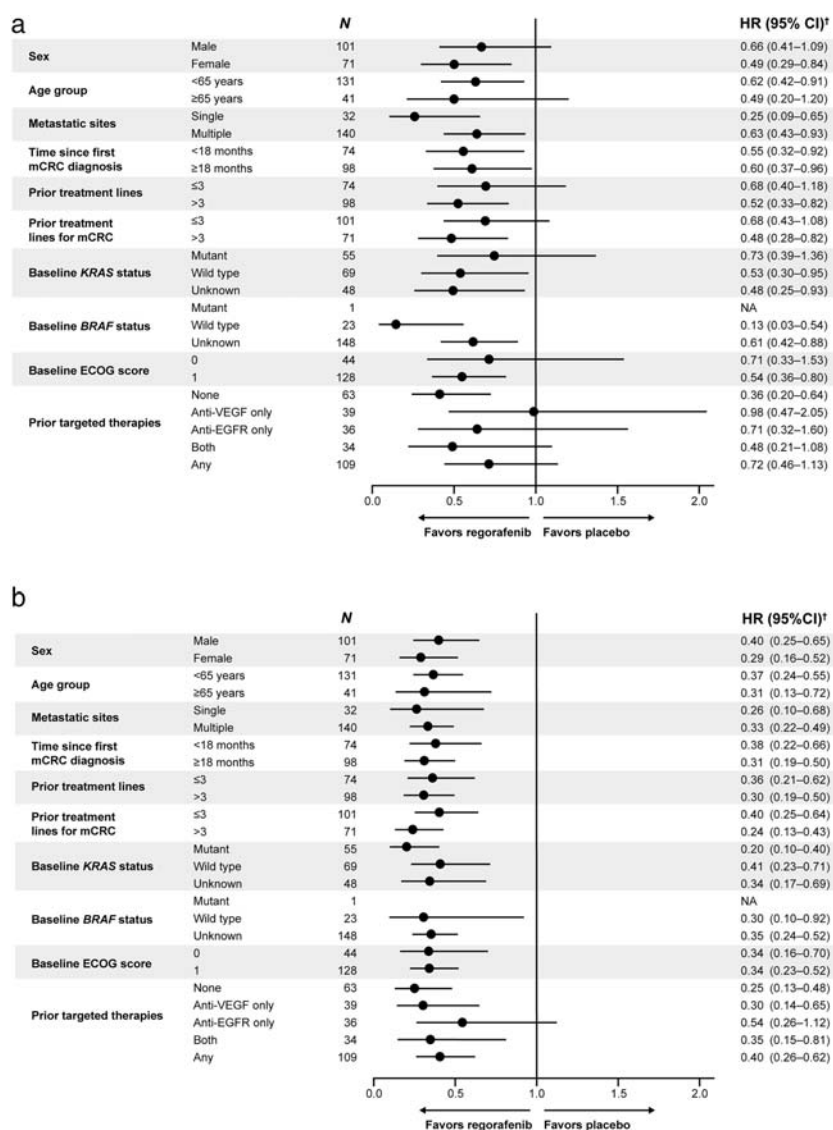 a
N HR (95% CI)†
Sex Male 101 0.66 (0.41–1.09)
Female 71 0.49 (0.29–0.84)
Age group <65 years 131 0.62 (0.42–0.91)
≥65 years 41 0.49 (0.20–1.20)
Metastatic sites Single 32 0.25 (0.09–0.65)
Multiple 140 0.63 (0.43–0.93)
Time since first <18 months 74 0.55 (0.32–0.92)
mCRC diagnosis ≥18 months 98 0.60 (0.37–0.96)
Prior treatment lines ≤3 74 0.68 (0.40–1.18)
>3 98 0.52 (0.33–0.82)
Prior treatment ≤3 101 0.68 (0.43–1.08)
lines for mCRC >3 71 0.48 (0.28–0.82)
Mutant 55 0.73 (0.39–1.36)
Baseline KRAS status Wild type 69 0.53 (0.30–0.95)
Unknown 48 0.48 (0.25–0.93)
Mutant 1 NA
Baseline BRAF status Wild type 23 0.13 (0.03–0.54)
Unknown 148 0.61 (0.42–0.88)
Baseline ECOG score 0 44 0.71 (0.33–1.53)
1 128 0.54 (0.36–0.80)
None 63 0.36 (0.20–0.64)
Anti-VEGF only 39 0.98 (0.47–2.05)
Prior targeted therapies Anti-EGFR only 36 0.71 (0.32–1.60)
Both 34 0.48 (0.21–1.08)
Any 109 0.72 (0.46–1.13)
0.0 0.5 1.0 1.5 2.0
Favors regorafenib Favors placebo
b
N HR (95%CI)†
Sex Male 101 0.40 (0.25–0.65)
Female 71 0.29 (0.16–0.52)
Age group <65 years 131 0.37 (0.24–0.55)
≥65 years 41 0.31 (0.13–0.72)
Metastatic sites Single 32 0.26 (0.10–0.68)
Multiple 140 0.33 (0.22–0.49)
Time since first <18 months 74 0.38 (0.22–0.66)
mCRC diagnosis ≥18 months 98 0.31 (0.19–0.50)
Prior treatment lines ≤3 74 0.36 (0.21–0.62)
>3 98 0.30 (0.19–0.50)
Prior treatment ≤3 101 0.40 (0.25–0.64)
lines for mCRC >3 71 0.24 (0.13–0.43)
Mutant 55 0.20 (0.10–0.40)
Baseline KRAS status Wild type 69 0.41 (0.23–0.71)
Unknown 48 0.34 (0.17–0.69)
Mutant 1 NA
Baseline BRAF status Wild type 23 0.30 (0.10–0.92)
Unknown 148 0.35 (0.24–0.52)
Baseline ECOG score 0 44 0.34 (0.16–0.70)
1 128 0.34 (0.23–0.52)
None 63 0.25 (0.13–0.48)
Anti-VEGF only 39 0.30 (0.14–0.65)
Prior targeted therapies Anti-EGFR only 36 0.54 (0.26–1.12)
Both 34 0.35 (0.15–0.81)
Any 109 0.40 (0.26–0.62)
0.0 0.5 1.0 1.5 2.0
Favors regorafenib Favors placebo